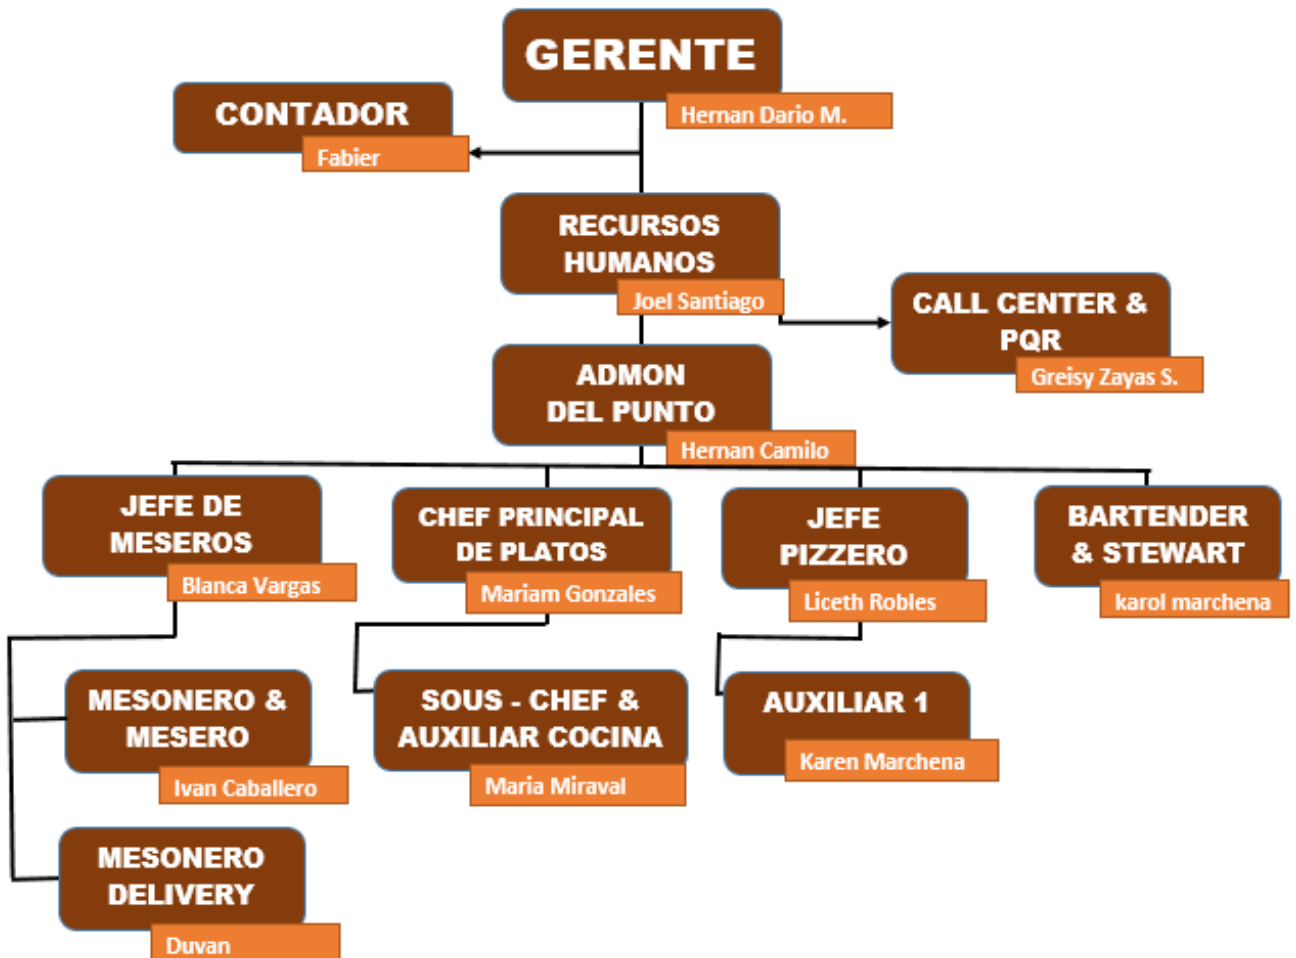 GERENTE
Hernan Dario M.
CONTADOR
Fabier
RECURSOS
HUMANOS
Joel Santiago
CALL CENTER &
PQR
Greisy Zayas S.
ADMON
DEL PUNTO
Hernan Camilo
JEFE DE
MESEROS
Blanca Vargas
CHEF PRINCIPAL
DE PLATOS
Mariam Gonzales
JEFE
PIZZERO
Liceth Robles
BARTENDER
& STEWART
karol marchena
MESONERO &
MESERO
Ivan Caballero
SOUS - CHEF &
AUXILIAR COCINA
Maria Miraval
AUXILIAR 1
Karen Marchena
MESONERO
DELIVERY
Duvan